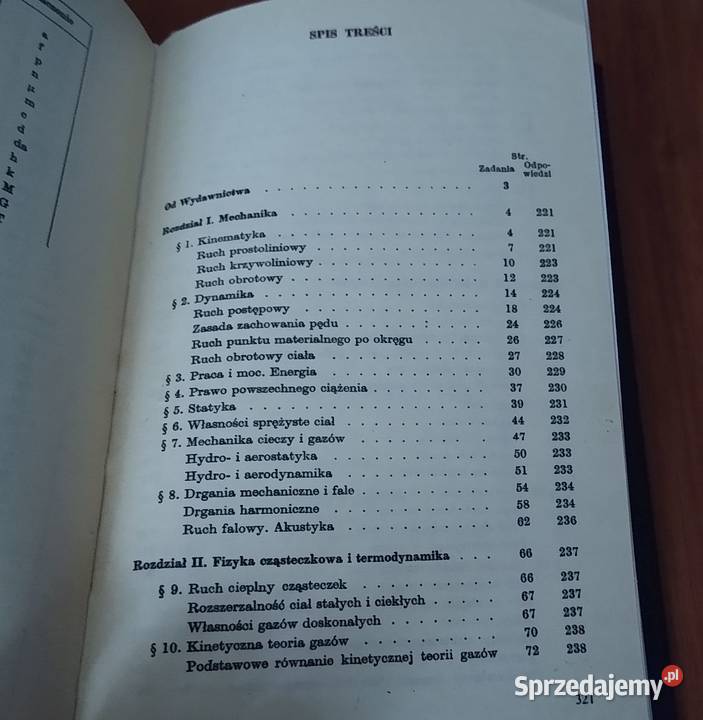 SPIS TREŚCI
Str.
Zadania Odpo-
wiedzi
Od Wydawnictwa . . . . . . . . . . . . . . . . 3
Rozdział I. Mechanika . . . . . . . . . . . . . 4 221
§ 1. Kinematyka . . . . . . . . . . . . . . 4 221
Ruch prostoliniowy . . . . . . . . . . . 7 221
Ruch krzywoliniowy . . . . . . . . . . . 10 223
Ruch obrotowy . . . . . . . . . . . . . 12 223
§ 2. Dynamika . . . . . . . . . . . . . . . 14 224
Ruch postępowy . . . . . . . . . . . . 18 224
Zasada zachowania pędu . . . . . . . . . 24 226
Ruch punktu materialnego po okręgu . . . . 26 227
Ruch obrotowy ciała . . . . . . . . . . 27 228
§ 3. Praca i moc. Energia . . . . . . . . . . 30 229
§ 4. Prawo powszechnego ciążenia . . . . . . . 37 230
§ 5. Statyka . . . . . . . . . . . . . . . 39 231
§ 6. Własności sprężyste ciał . . . . . . . . 44 232
§ 7. Mechanika cieczy i gazów . . . . . . . . 47 233
Hydro- i aerostatyka . . . . . . . . . . 50 233
Hydro- i aerodynamika . . . . . . . . . 51 233
§ 8. Drgania mechaniczne i fale . . . . . . . 54 234
Drgania harmoniczne . . . . . . . . . . 58 234
Ruch falowy. Akustyka . . . . . . . . . 62 236
Rozdział II. Fizyka cząsteczkowa i termodynamika . . . 66 237
§ 9. Ruch cieplny cząsteczek . . . . . . . . . 66 237
Rozszerzalność ciał stałych i ciekłych . . . . 67 237
Własności gazów doskonałych . . . . . . . 67 237
§ 10. Kinetyczna teoria gazów . . . . . . . . . 70 238
Podstawowe równanie kinetycznej teorii gazów 72 238
321
Sprzedajemy.pl